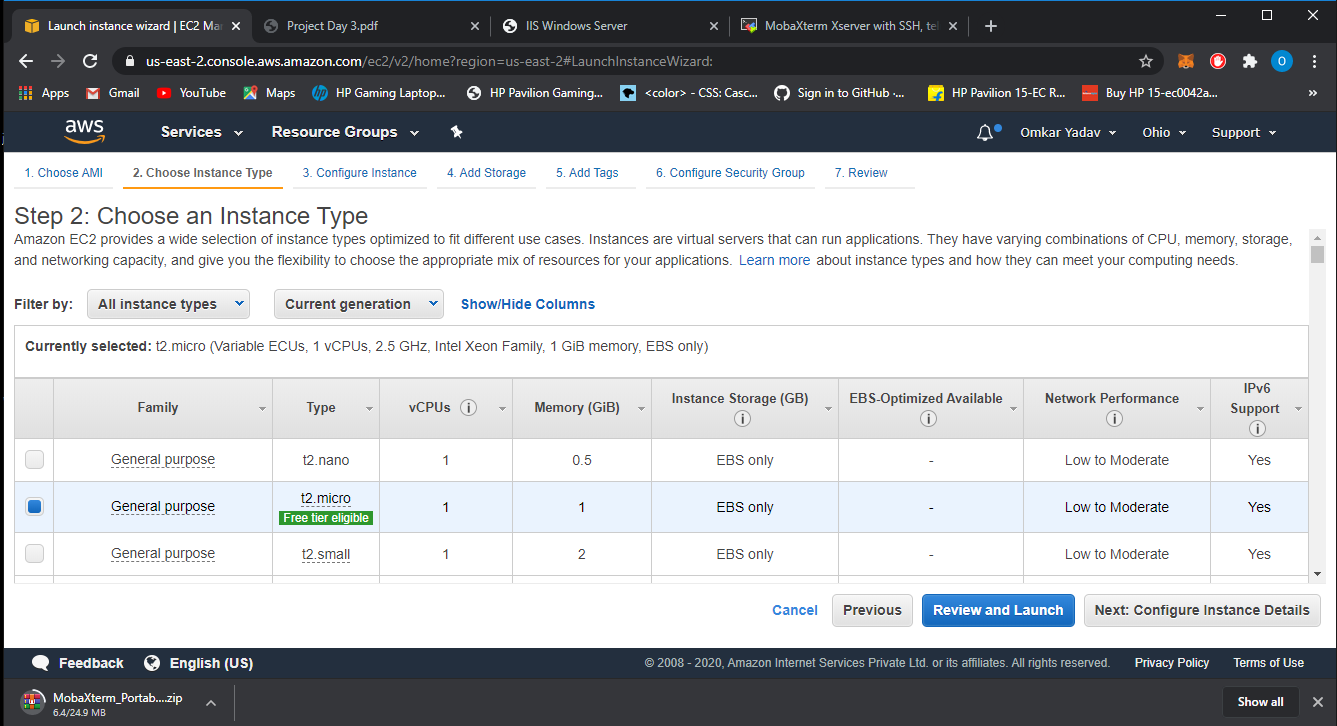 Launch instance wizard | EC2 Ma
Project Day 3.pdf
IIS Windows Server
MobaXterm Xserver with SSH, tel
us-east-2.console.aws.amazon.com/ec2/v2/home?region=us-east-2#LaunchInstanceWizard:
O
Apps
Gmail
YouTube
Maps
HP Gaming Laptop...
HP Pavilion Gaming...
<color> - CSS: Casc...
Sign in to GitHub ·...
HP Pavilion 15-EC R...
Buy HP 15-ec0042a...
»
aws
Services
Resource Groups
Omkar Yadav
Ohio
Support
1. Choose AMI
2. Choose Instance Type
3. Configure Instance
4. Add Storage
5. Add Tags
6. Configure Security Group
7. Review
Step 2: Choose an Instance Type
Amazon EC2 provides a wide selection of instance types optimized to fit different use cases. Instances are virtual servers that can run applications. They have varying combinations of CPU, memory, storage,
and networking capacity, and give you the flexibility to choose the appropriate mix of resources for your applications. Learn more about instance types and how they can meet your computing needs.
Filter by: All instance types Current generation Show/Hide Columns
Currently selected: t2.micro (Variable ECUs, 1 vCPUs, 2.5 GHz, Intel Xeon Family, 1 GiB memory, EBS only)
Family
Type
vCPUs
Memory (GiB)
Instance Storage (GB)
EBS-Optimized Available
Network Performance
IPv6
Support
General purpose t2.nano 1 0.5 EBS only - Low to Moderate Yes
General purpose t2.micro 1 1 EBS only - Low to Moderate Yes
Free tier eligible
General purpose t2.small 1 2 EBS only - Low to Moderate Yes
Cancel
Previous
Review and Launch
Next: Configure Instance Details
Feedback
English (US)
© 2008 - 2020, Amazon Internet Services Private Ltd. or its affiliates. All rights reserved.
Privacy Policy
Terms of Use
MobaXterm_Portab....zip
6.4/24.9 MB
Show all